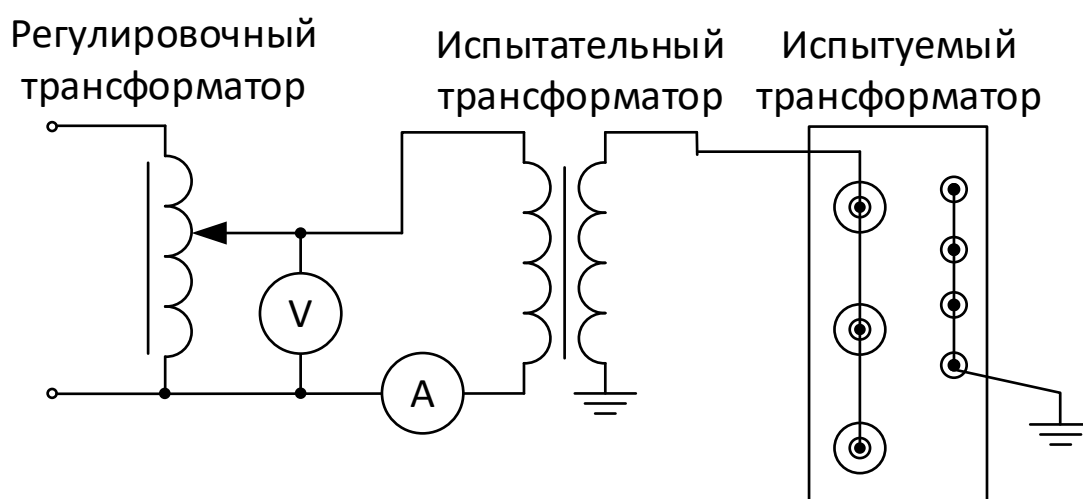 Регулировочный
трансформатор
Испытательный
трансформатор
Испытуемый
трансформатор
V
A